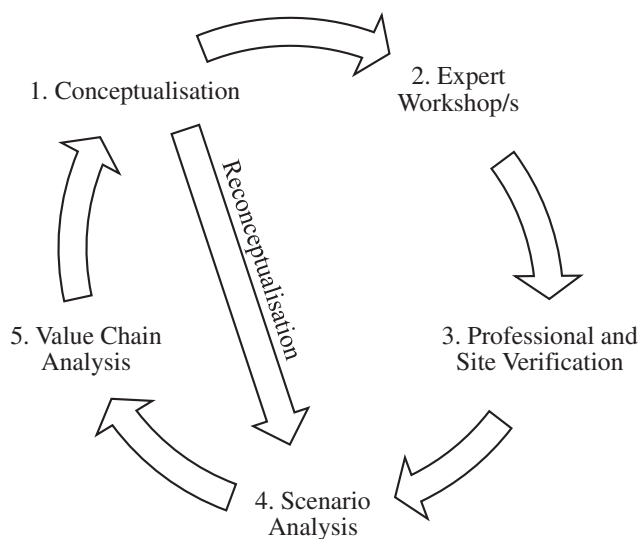 1. Conceptualisation
2. Expert
Workshop/s
Reconceptualisation
3. Professional and
Site Verification
4. Scenario
Analysis
5. Value Chain
Analysis